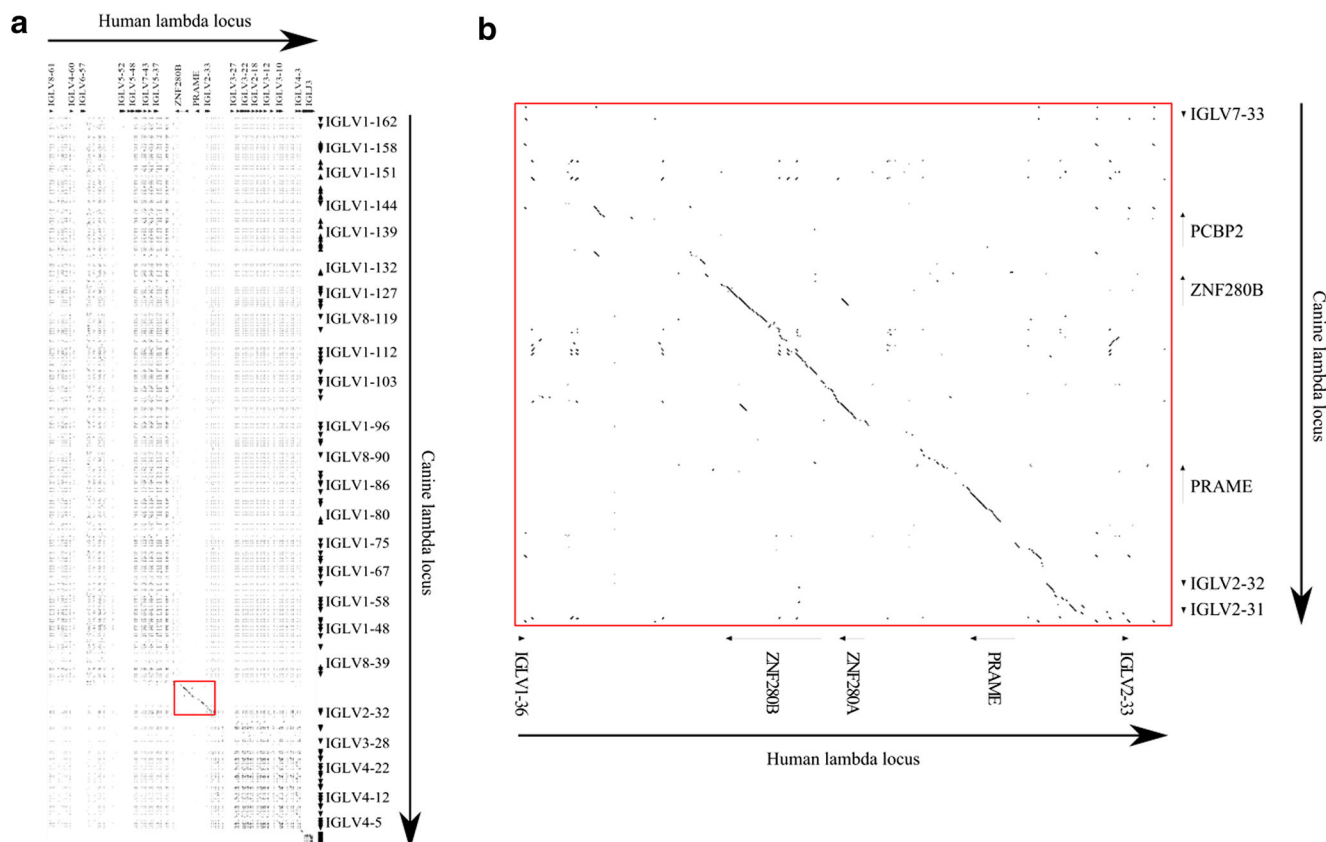 a
Human lambda locus
IGLV8-61
IGLV4-60
IGLV6-57
IGLV5-52
IGLV5-48
IGLV7-43
IGLV5-37
ZNF280B
PRAME
IGLV2-33
IGLV3-27
IGLV3-22
IGLV2-18
IGLV3-12
IGLV3-10
IGLV4-3
IGLJ3
IGLV1-162
IGLV1-158
IGLV1-151
IGLV1-144
IGLV1-139
IGLV1-132
IGLV1-127
IGLV8-119
IGLV1-112
IGLV1-103
IGLV1-96
IGLV8-90
IGLV1-86
IGLV1-80
IGLV1-75
IGLV1-67
IGLV1-58
IGLV1-48
IGLV8-39
IGLV2-32
IGLV3-28
IGLV4-22
IGLV4-12
IGLV4-5
Canine lambda locus
b
IGLV7-33
PCBP2
ZNF280B
PRAME
IGLV2-32
IGLV2-31
Canine lambda locus
IGLV1-36
ZNF280B
ZNF280A
PRAME
IGLV2-33
Human lambda locus